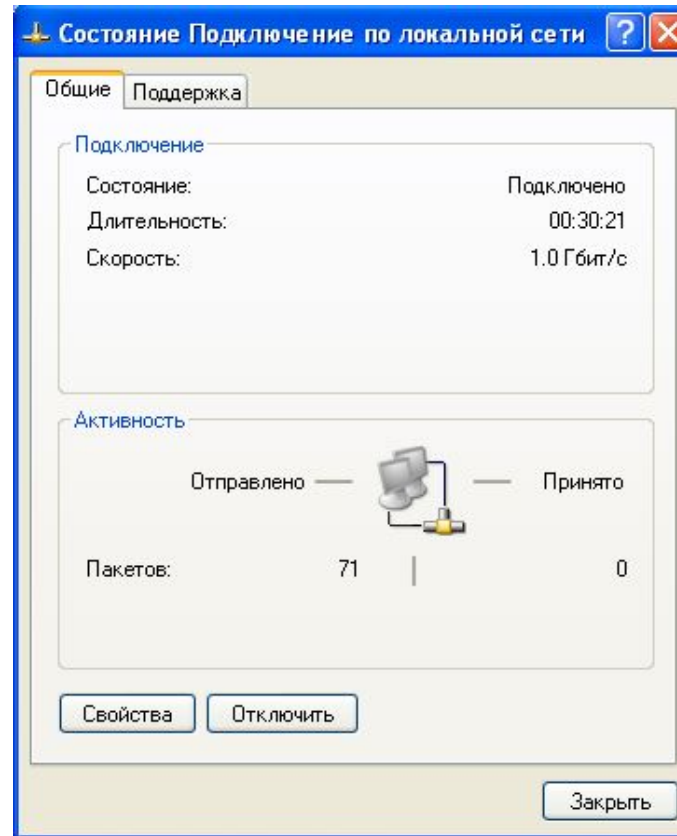 Состояние Подключение по локальной сети
Общие Поддержка
Подключение
Состояние: Подключено
Длительность: 00:30:21
Скорость: 1.0 Гбит/с
Активность
Отправлено — — Принято
Пакетов: 71 | 0
Свойства Отключить
Закрыть